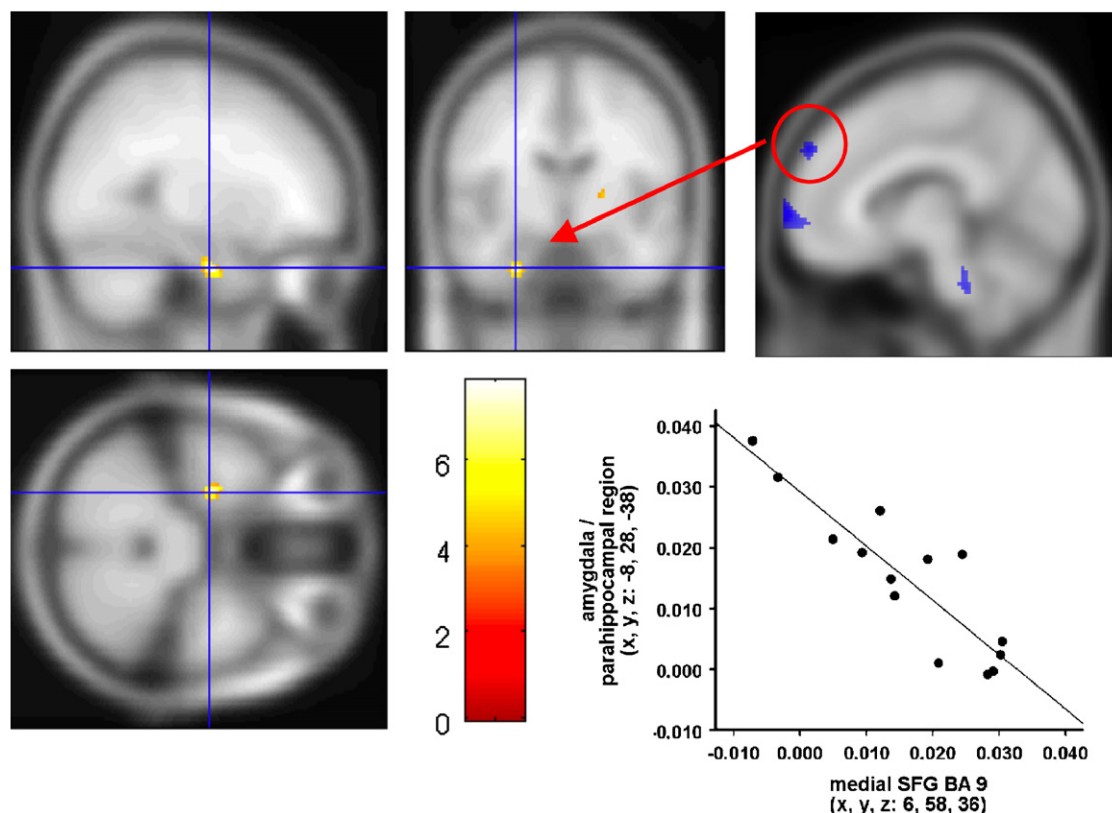 6
4
2
0
amygdala /
parahippocampal region
(x, y, z: -8, 28, -38)
0.040
0.030
0.020
0.010
0.000
-0.010
-0.010 0.000 0.010 0.020 0.030 0.040
medial SFG BA 9
(x, y, z: 6, 58, 36)